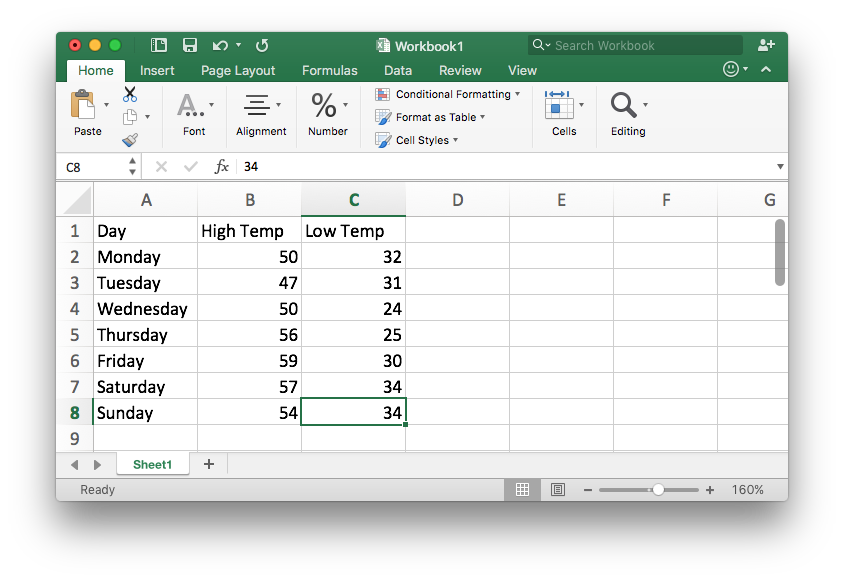 Workbook1
Search Workbook
Home Insert Page Layout Formulas Data Review View
Paste
A...
Font
Alignment
%
Number
Conditional Formatting
Format as Table
Cell Styles
Cells
Editing
C8 fx 34
A B C D E F G
1 Day High Temp Low Temp
2 Monday 50 32
3 Tuesday 47 31
4 Wednesday 50 24
5 Thursday 56 25
6 Friday 59 30
7 Saturday 57 34
8 Sunday 54 34
9
Sheet1 +
Ready − + 160%